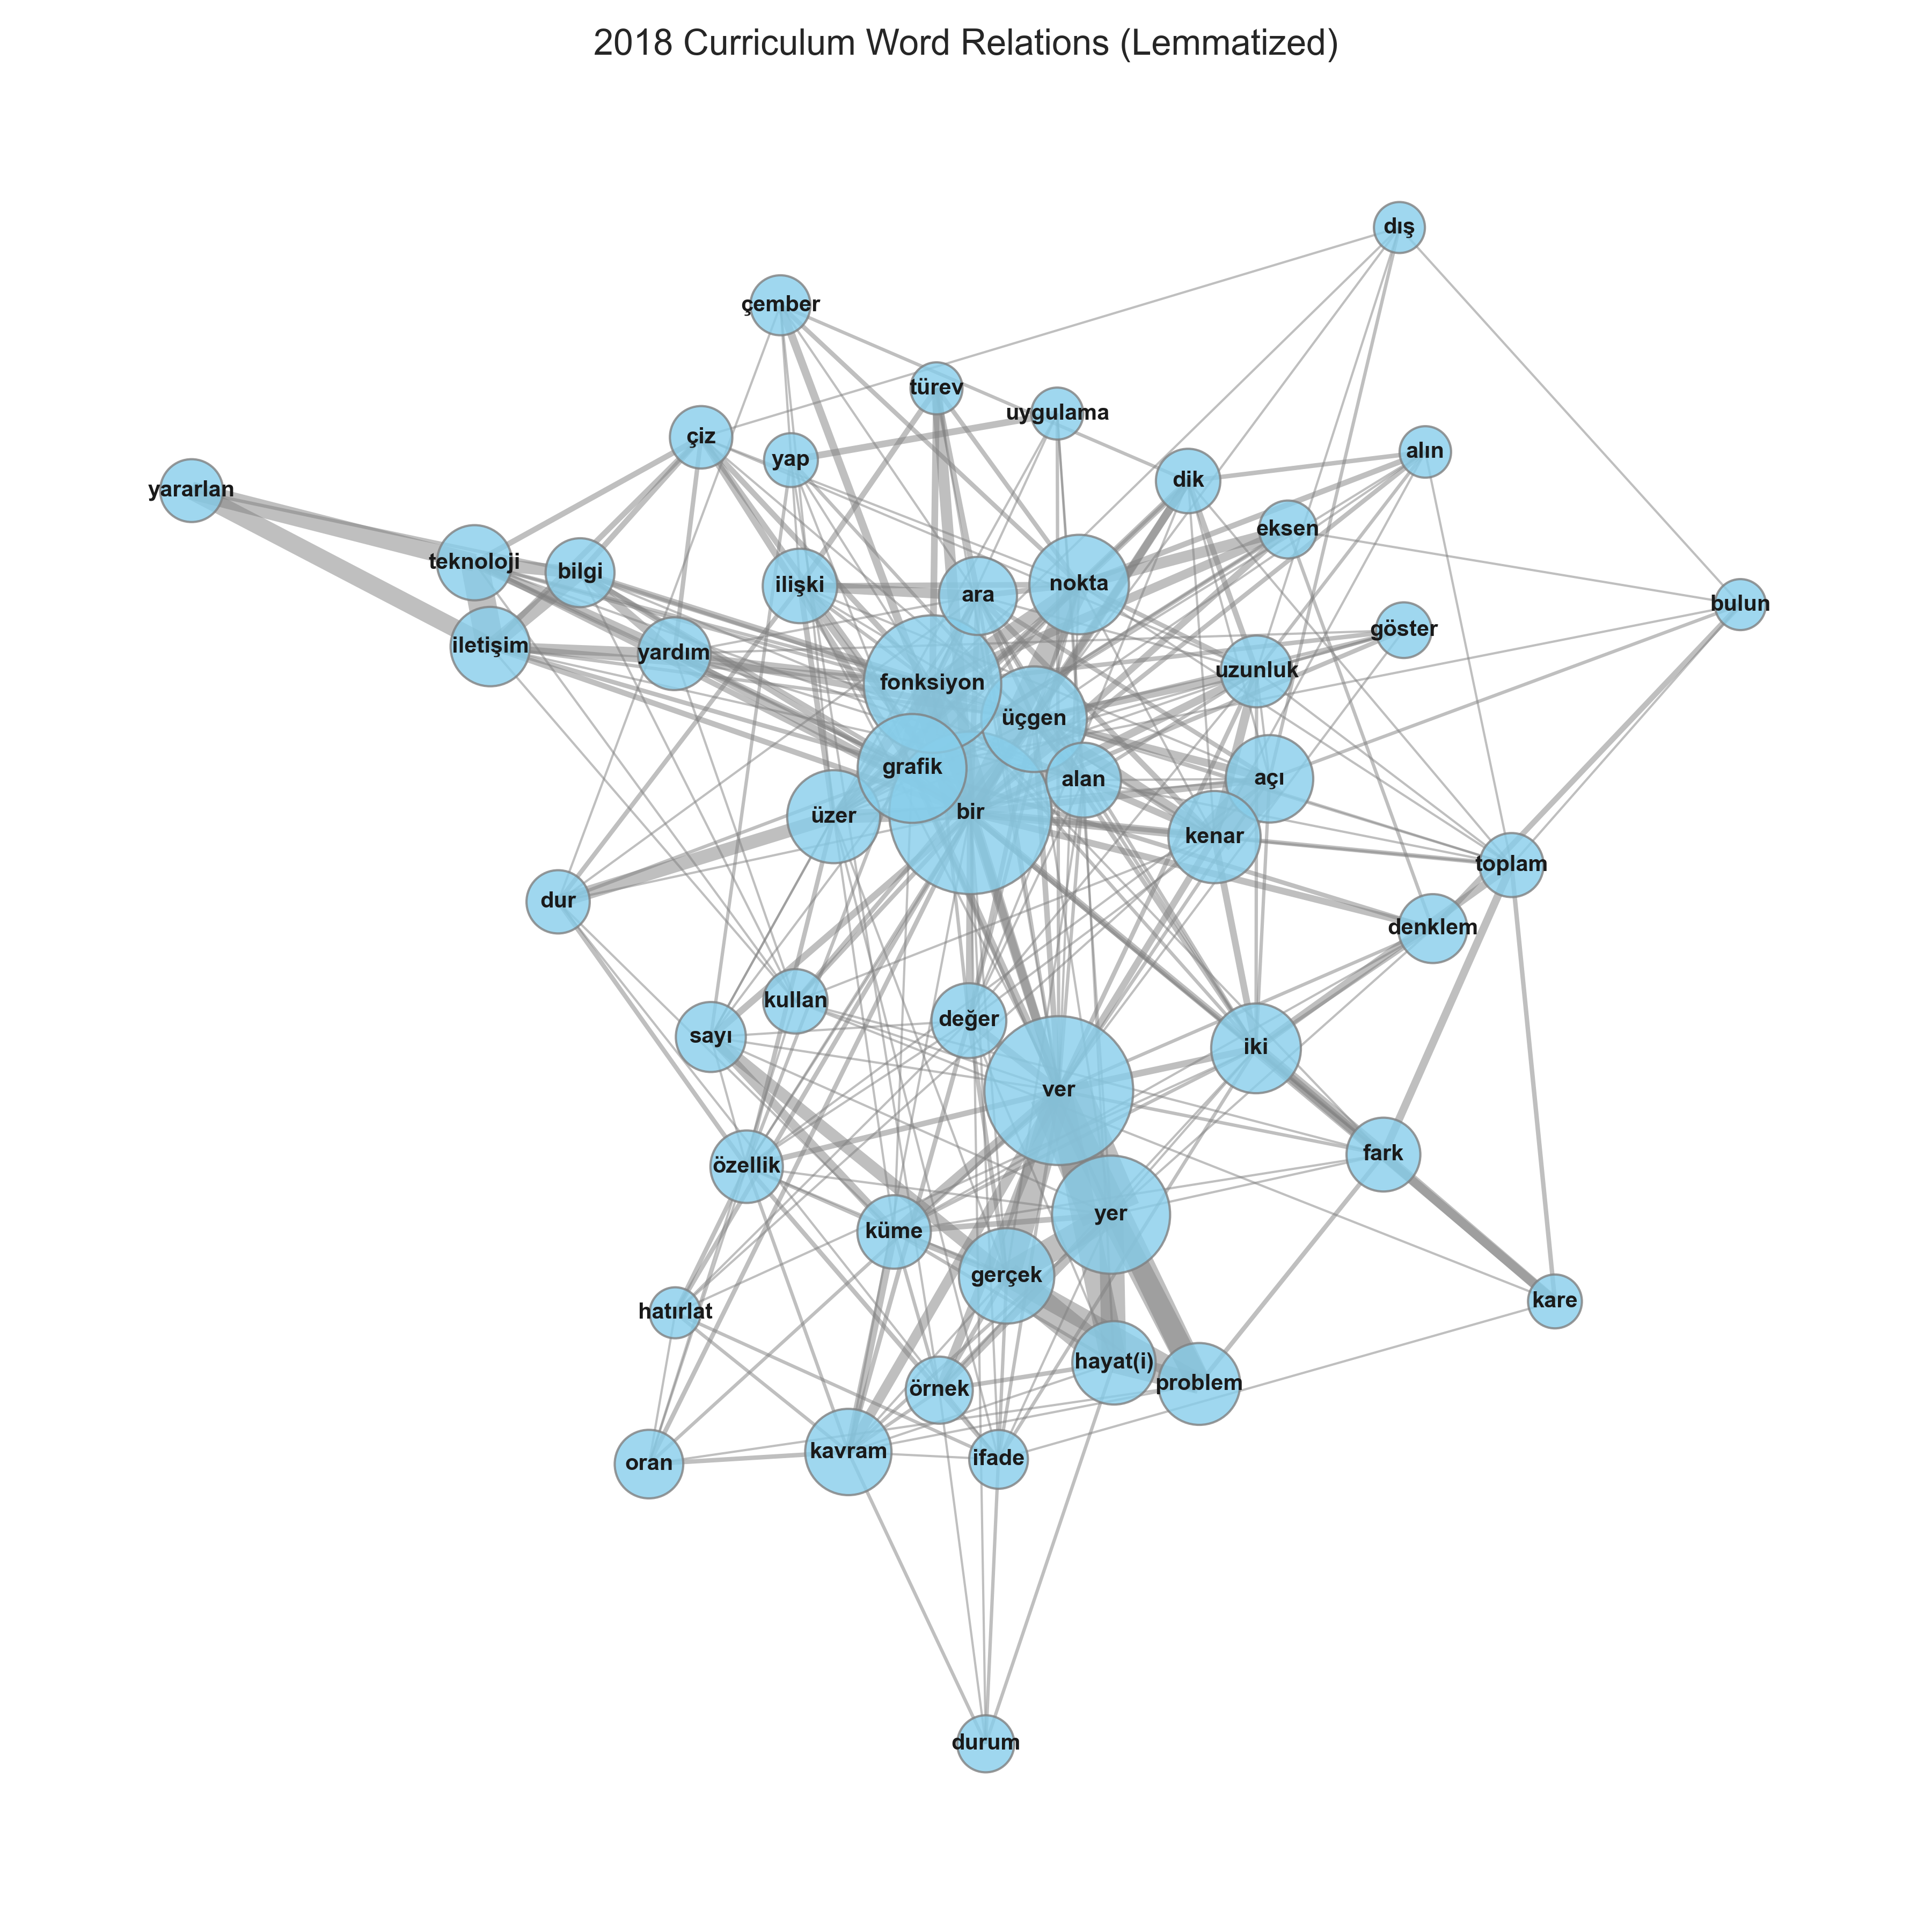 2018 Curriculum Word Relations (Lemmatized)
dış
çember
türev
uygulama
çiz
yap
alın
dik
yararlan
eksen
teknoloji
bilgi
ilişki
ara
nokta
bulun
göster
iletişim
yardım
uzunluk
fonksiyon
üçgen
grafik
alan
açı
üzer
bir
kenar
toplam
dur
denklem
kullan
değer
sayı
iki
ver
fark
özellik
yer
küme
gerçek
kare
hatırlat
hayat(i)
problem
örnek
kavram
ifade
oran
durum